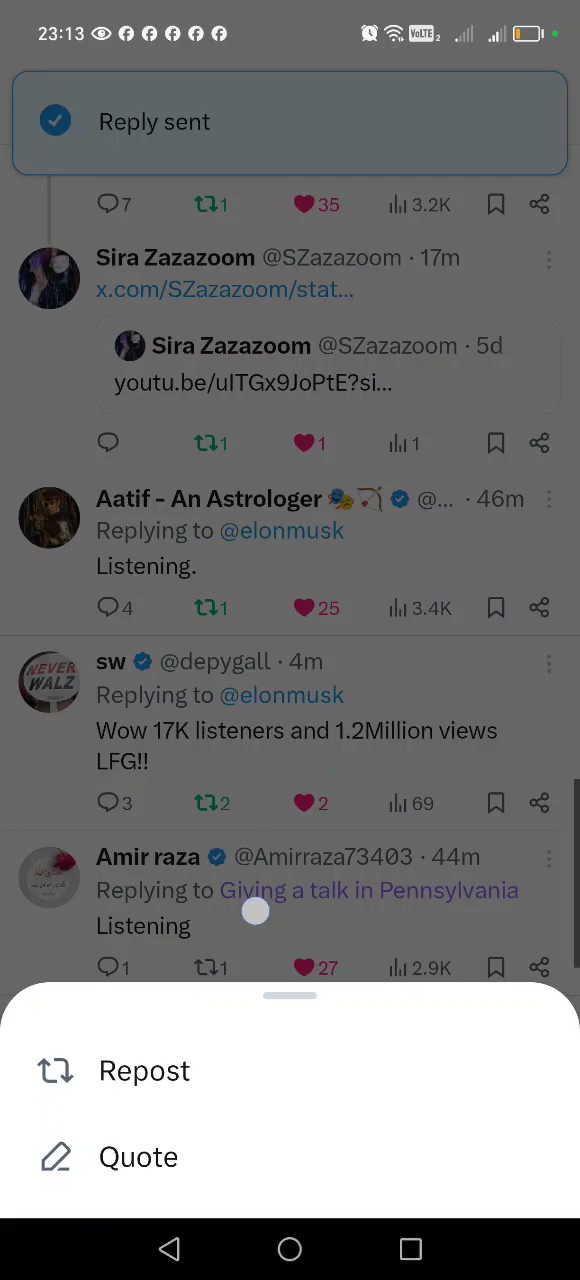 23:13 VoLTE 2
Reply sent
7 1 35 3.2K
Sira Zazazoom @SZazazoom · 17m
x.com/SZazazoom/stat...
Sira Zazazoom @SZazazoom · 5d
youtu.be/uITGx9JoPtE?si...
1 1 1
Aatif - An Astrologer 🎭🏹 @... · 46m
Replying to @elonmusk
Listening.
4 1 25 3.4K
sw @depygall · 4m
NEVER
WALZ
Replying to @elonmusk
Wow 17K listeners and 1.2Million views
LFG!!
3 2 2 69
Amir raza @Amirraza73403 · 44m
Replying to Giving a talk in Pennsylvania
Listening
1 1 27 2.9K
Repost
Quote